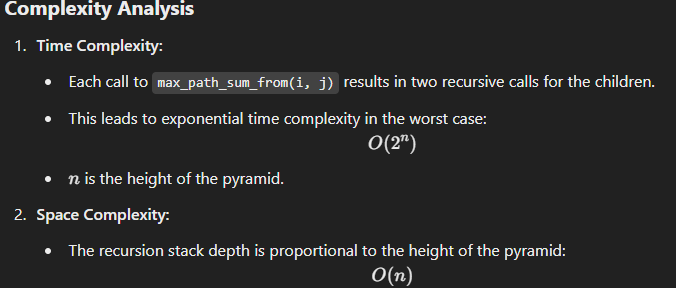 Complexity Analysis
1. Time Complexity:
• Each call to max_path_sum_from(i, j) results in two recursive calls for the children.
• This leads to exponential time complexity in the worst case:
O(2ⁿ)
• n is the height of the pyramid.
2. Space Complexity:
• The recursion stack depth is proportional to the height of the pyramid:
O(n)